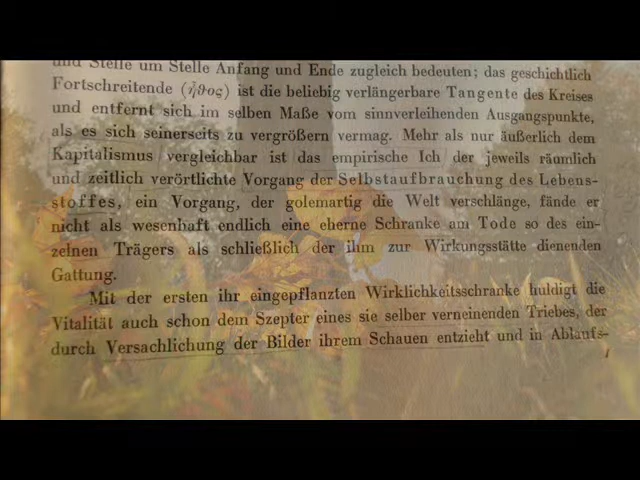 und Stelle um Stelle Anfang und Ende zugleich bedeuten; das geschichtlich
Fortschreitende (ἦθος) ist die beliebig verlängerbare Tangente des Kreises
und entfernt sich im selben Maße vom sinnverleihenden Ausgangspunkte,
als es sich seinerseits zu vergrößern vermag. Mehr als nur äußerlich dem
Kapitalismus vergleichbar ist das empirische Ich der jeweils räumlich
und zeitlich verörtlichte Vorgang der Selbstaufbrauchung des Lebens-
stoffes, ein Vorgang, der golemartig die Welt verschlänge, fände er
nicht als wesenhaft endlich eine eherne Schranke am Tode so des ein-
zelnen Trägers als schließlich der ihm zur Wirkungsstätte dienenden
Gattung.
Mit der ersten ihr eingepflanzten Wirklichkeitsschranke huldigt die
Vitalität auch schon dem Szepter eines sie selber verneinenden Triebes, der
durch Versachlichung der Bilder ihrem Schauen entzieht und in Ablaufs-